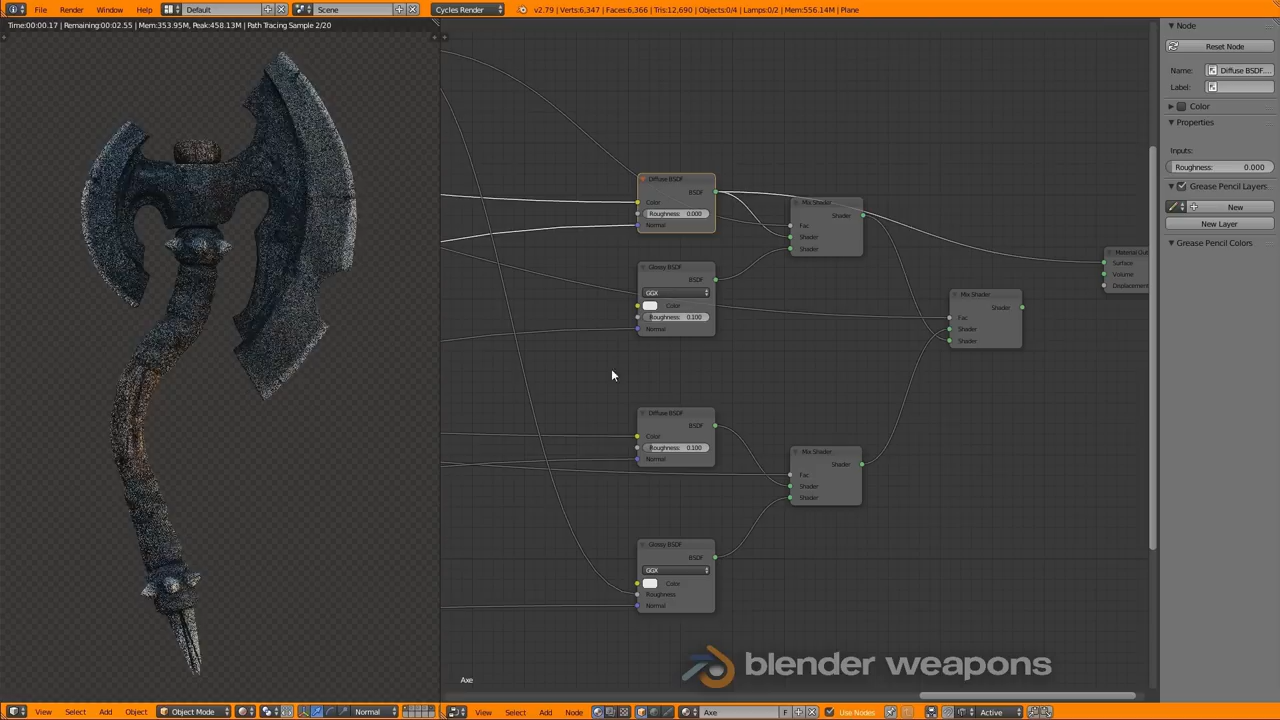 File Render Window Help Default Scene Cycles Render v2.79 | Verts:6,347 | Faces:6,366 | Tris:12,690 | Objects:0/4 | Lamps:0/2 | Mem:556.14M | Plane
Time:00:00.17 | Remaining:00:02.55 | Mem:353.95M, Peak:458.13M | Path Tracing Sample 2/20
Node
Reset Node
Name: Diffuse BSDF....
Label:
Color
Properties
Inputs:
Roughness: 0.000
Grease Pencil Layers
New
New Layer
Grease Pencil Colors
Diffuse BSDF
BSDF
Color
Roughness: 0.000
Normal
Mix Shader
Shader
Fac
Shader
Shader
Glossy BSDF
BSDF
GGX
Color
Roughness: 0.100
Normal
Material Out
Surface
Volume
Displacement
Mix Shader
Shader
Fac
Shader
Shader
Diffuse BSDF
BSDF
Color
Roughness: 0.100
Normal
Mix Shader
Shader
Fac
Shader
Shader
Glossy BSDF
BSDF
GGX
Color
Roughness
Normal
blender weapons
Axe
View Select Add Object Object Mode Normal
View Select Add Node Axe F Use Nodes Active